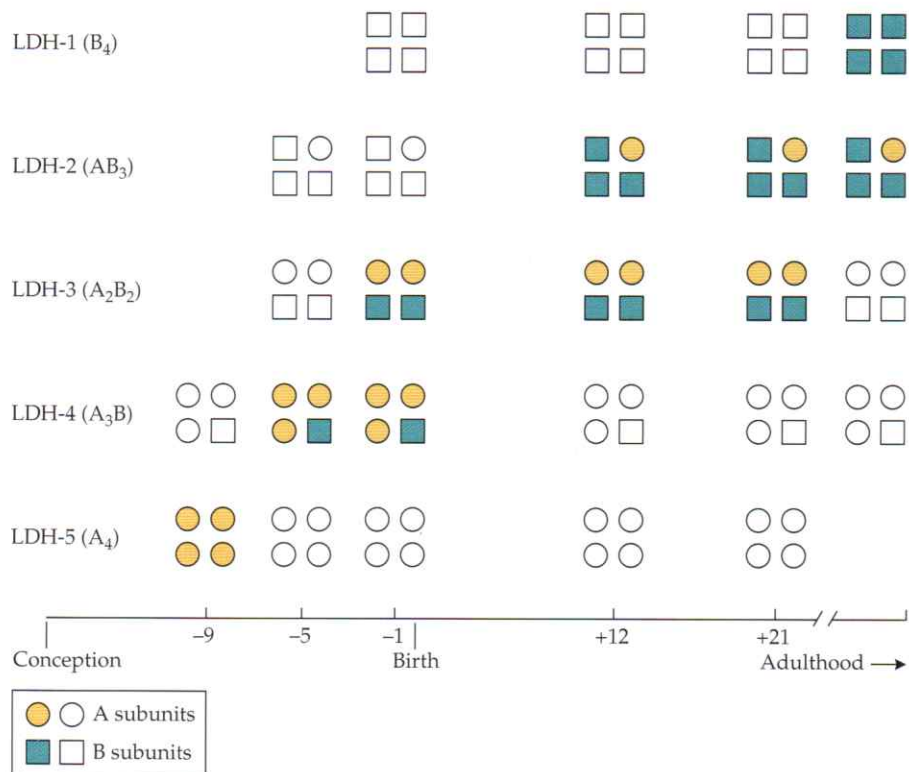 LDH-1 (B₄)
LDH-2 (AB₃)
LDH-3 (A₂B₂)
LDH-4 (A₃B)
LDH-5 (A₄)
–9 –5 –1 +12 +21
Conception Birth Adulthood →
A subunits
B subunits